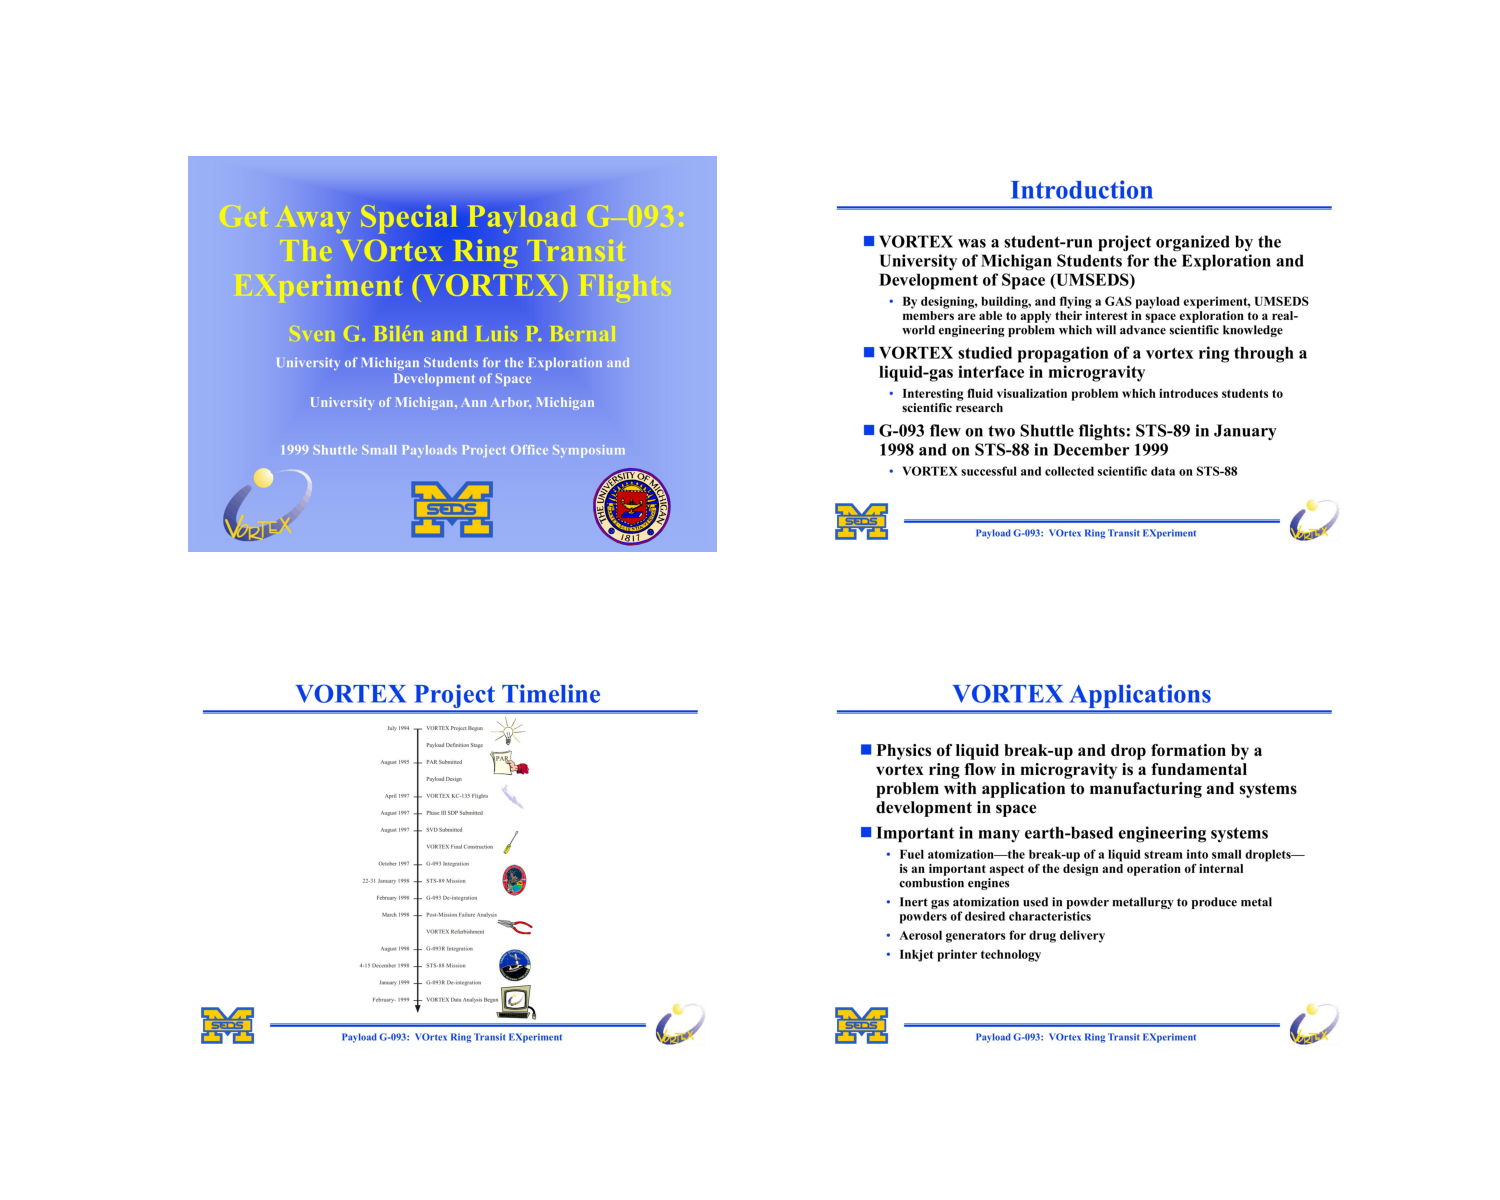 Get Away Special Payload G–093:
The VOrtex Ring Transit
EXperiment (VORTEX) Flights
Sven G. Bilén and Luis P. Bernal
University of Michigan Students for the Exploration and
Development of Space
University of Michigan, Ann Arbor, Michigan
1999 Shuttle Small Payloads Project Office Symposium
VORTEX
SEDS
THE UNIVERSITY OF MICHIGAN
1817
Introduction
■ VORTEX was a student-run project organized by the
University of Michigan Students for the Exploration and
Development of Space (UMSEDS)
• By designing, building, and flying a GAS payload experiment, UMSEDS
members are able to apply their interest in space exploration to a real-
world engineering problem which will advance scientific knowledge
■ VORTEX studied propagation of a vortex ring through a
liquid-gas interface in microgravity
• Interesting fluid visualization problem which introduces students to
scientific research
■ G-093 flew on two Shuttle flights: STS-89 in January
1998 and on STS-88 in December 1999
• VORTEX successful and collected scientific data on STS-88
SEDS
Payload G-093: VOrtex Ring Transit EXperiment
VORTEX
VORTEX Project Timeline
July 1994 VORTEX Project Begun
Payload Definition Stage
August 1995 PAR Submitted
PAR
Payload Design
April 1997 VORTEX KC-135 Flights
August 1997 Phase III SDP Submitted
August 1997 SVD Submitted
VORTEX Final Construction
October 1997 G-093 Integration
22-31 January 1998 STS-89 Mission
February 1998 G-093 De-integration
March 1998 Post-Mission Failure Analysis
VORTEX Refurbishment
August 1998 G-093R Integration
4-15 December 1998 STS-88 Mission
January 1999 G-093R De-integration
February- 1999 VORTEX Data Analysis Began
SEDS
Payload G-093: VOrtex Ring Transit EXperiment
VORTEX
VORTEX Applications
■ Physics of liquid break-up and drop formation by a
vortex ring flow in microgravity is a fundamental
problem with application to manufacturing and systems
development in space
■ Important in many earth-based engineering systems
• Fuel atomization—the break-up of a liquid stream into small droplets—
is an important aspect of the design and operation of internal
combustion engines
• Inert gas atomization used in powder metallurgy to produce metal
powders of desired characteristics
• Aerosol generators for drug delivery
• Inkjet printer technology
SEDS
Payload G-093: VOrtex Ring Transit EXperiment
VORTEX